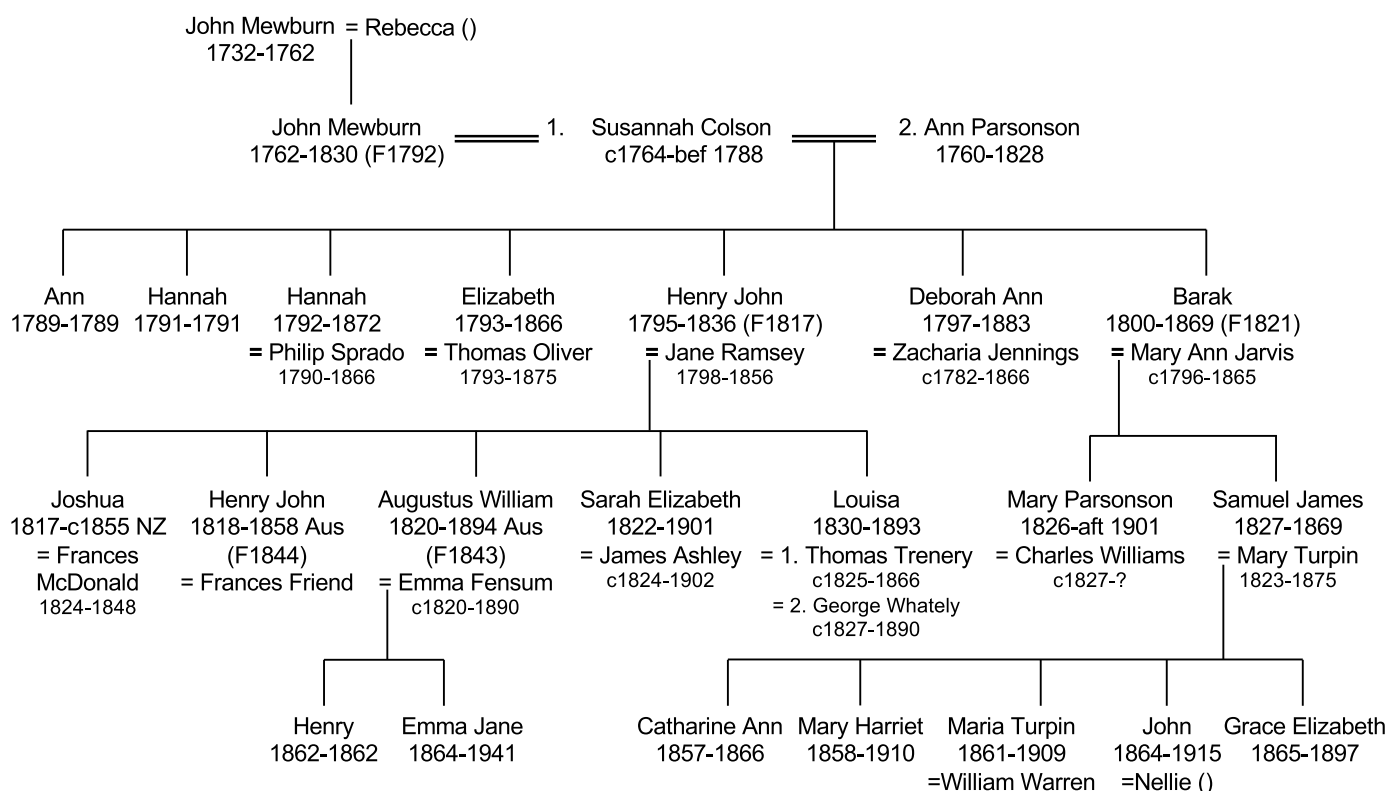 John Mewburn = Rebecca ()
1732-1762
John Mewburn 1. Susannah Colson 2. Ann Parsonson
1762-1830 (F1792) c1764-bef 1788 1760-1828
Ann Hannah Hannah Elizabeth Henry John Deborah Ann Barak
1789-1789 1791-1791 1792-1872 1793-1866 1795-1836 (F1817) 1797-1883 1800-1869 (F1821)
= Philip Sprado = Thomas Oliver = Jane Ramsey = Zacharia Jennings = Mary Ann Jarvis
1790-1866 1793-1875 1798-1856 c1782-1866 c1796-1865
Joshua Henry John Augustus William Sarah Elizabeth Louisa Mary Parsonson Samuel James
1817-c1855 NZ 1818-1858 Aus 1820-1894 Aus 1822-1901 1830-1893 1826-aft 1901 1827-1869
= Frances (F1844) (F1843) = James Ashley = 1. Thomas Trenery = Charles Williams = Mary Turpin
McDonald = Frances Friend = Emma Fensum c1824-1902 c1825-1866 c1827-? 1823-1875
1824-1848 c1820-1890 = 2. George Whately
c1827-1890
Henry Emma Jane Catharine Ann Mary Harriet Maria Turpin John Grace Elizabeth
1862-1862 1864-1941 1857-1866 1858-1910 1861-1909 1864-1915 1865-1897
=William Warren =Nellie ()